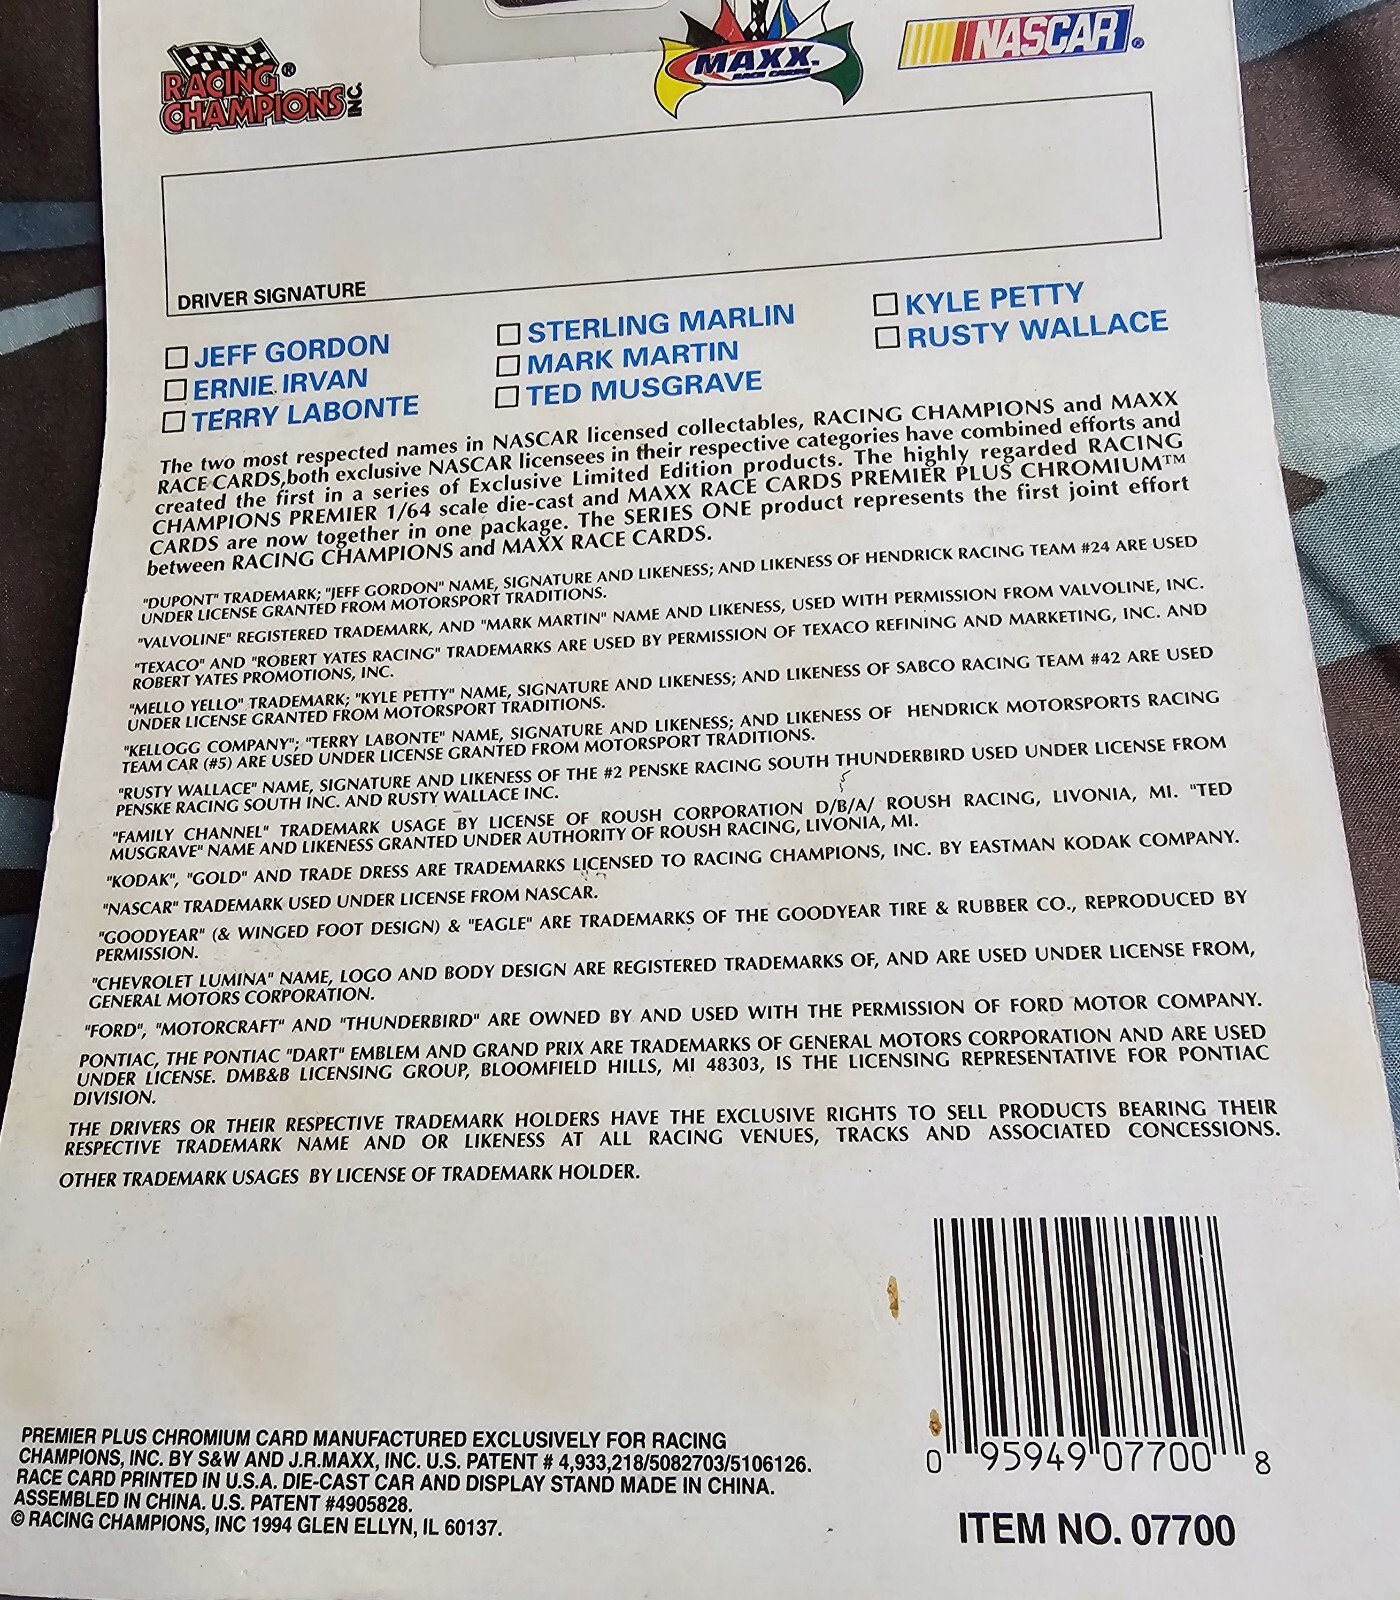 RACING ® CHAMPIONS INC.
MAXX.
RACE CARDS
NASCAR®
DRIVER SIGNATURE
JEFF GORDON
ERNIE IRVAN
TERRY LABONTE
STERLING MARLIN
MARK MARTIN
TED MUSGRAVE
KYLE PETTY
RUSTY WALLACE
The two most respected names in NASCAR licensed collectables, RACING CHAMPIONS and MAXX
RACE CARDS,both exclusive NASCAR licensees in their respective categories have combined efforts and
created the first in a series of Exclusive Limited Edition products. The highly regarded RACING
CHAMPIONS PREMIER 1/64 scale die-cast and MAXX RACE CARDS PREMIER PLUS CHROMIUM™
CARDS are now together in one package. The SERIES ONE product represents the first joint effort
between RACING CHAMPIONS and MAXX RACE CARDS.
"DUPONT" TRADEMARK; "JEFF GORDON" NAME, SIGNATURE AND LIKENESS; AND LIKENESS OF HENDRICK RACING TEAM #24 ARE USED
UNDER LICENSE GRANTED FROM MOTORSPORT TRADITIONS.
"VALVOLINE" REGISTERED TRADEMARK, AND "MARK MARTIN" NAME AND LIKENESS, USED WITH PERMISSION FROM VALVOLINE, INC.
"TEXACO" AND "ROBERT YATES RACING" TRADEMARKS ARE USED BY PERMISSION OF TEXACO REFINING AND MARKETING, INC. AND
ROBERT YATES PROMOTIONS, INC.
"MELLO YELLO" TRADEMARK; "KYLE PETTY" NAME, SIGNATURE AND LIKENESS; AND LIKENESS OF SABCO RACING TEAM #42 ARE USED
UNDER LICENSE GRANTED FROM MOTORSPORT TRADITIONS.
"KELLOGG COMPANY"; "TERRY LABONTE" NAME, SIGNATURE AND LIKENESS; AND LIKENESS OF HENDRICK MOTORSPORTS RACING
TEAM CAR (#5) ARE USED UNDER LICENSE GRANTED FROM MOTORSPORT TRADITIONS.
"RUSTY WALLACE" NAME, SIGNATURE AND LIKENESS OF THE #2 PENSKE RACING SOUTH THUNDERBIRD USED UNDER LICENSE FROM
PENSKE RACING SOUTH INC. AND RUSTY WALLACE INC.
"FAMILY CHANNEL" TRADEMARK USAGE BY LICENSE OF ROUSH CORPORATION D/B/A/ ROUSH RACING, LIVONIA, MI. "TED
MUSGRAVE" NAME AND LIKENESS GRANTED UNDER AUTHORITY OF ROUSH RACING, LIVONIA, MI.
"KODAK", "GOLD" AND TRADE DRESS ARE TRADEMARKS LICENSED TO RACING CHAMPIONS, INC. BY EASTMAN KODAK COMPANY.
"NASCAR" TRADEMARK USED UNDER LICENSE FROM NASCAR.
"GOODYEAR" (& WINGED FOOT DESIGN) & "EAGLE" ARE TRADEMARKS OF THE GOODYEAR TIRE & RUBBER CO., REPRODUCED BY
PERMISSION.
"CHEVROLET LUMINA" NAME, LOGO AND BODY DESIGN ARE REGISTERED TRADEMARKS OF, AND ARE USED UNDER LICENSE FROM,
GENERAL MOTORS CORPORATION.
"FORD", "MOTORCRAFT" AND "THUNDERBIRD" ARE OWNED BY AND USED WITH THE PERMISSION OF FORD MOTOR COMPANY.
PONTIAC, THE PONTIAC "DART" EMBLEM AND GRAND PRIX ARE TRADEMARKS OF GENERAL MOTORS CORPORATION AND ARE USED
UNDER LICENSE. DMB&B LICENSING GROUP, BLOOMFIELD HILLS, MI 48303, IS THE LICENSING REPRESENTATIVE FOR PONTIAC
DIVISION.
THE DRIVERS OR THEIR RESPECTIVE TRADEMARK HOLDERS HAVE THE EXCLUSIVE RIGHTS TO SELL PRODUCTS BEARING THEIR
RESPECTIVE TRADEMARK NAME AND OR LIKENESS AT ALL RACING VENUES, TRACKS AND ASSOCIATED CONCESSIONS.
OTHER TRADEMARK USAGES BY LICENSE OF TRADEMARK HOLDER.
PREMIER PLUS CHROMIUM CARD MANUFACTURED EXCLUSIVELY FOR RACING
CHAMPIONS, INC. BY S&W AND J.R.MAXX, INC. U.S. PATENT # 4,933,218/5082703/5106126.
RACE CARD PRINTED IN U.S.A. DIE-CAST CAR AND DISPLAY STAND MADE IN CHINA.
ASSEMBLED IN CHINA. U.S. PATENT #4905828.
© RACING CHAMPIONS, INC 1994 GLEN ELLYN, IL 60137.
0 95949 07700 8
ITEM NO. 07700